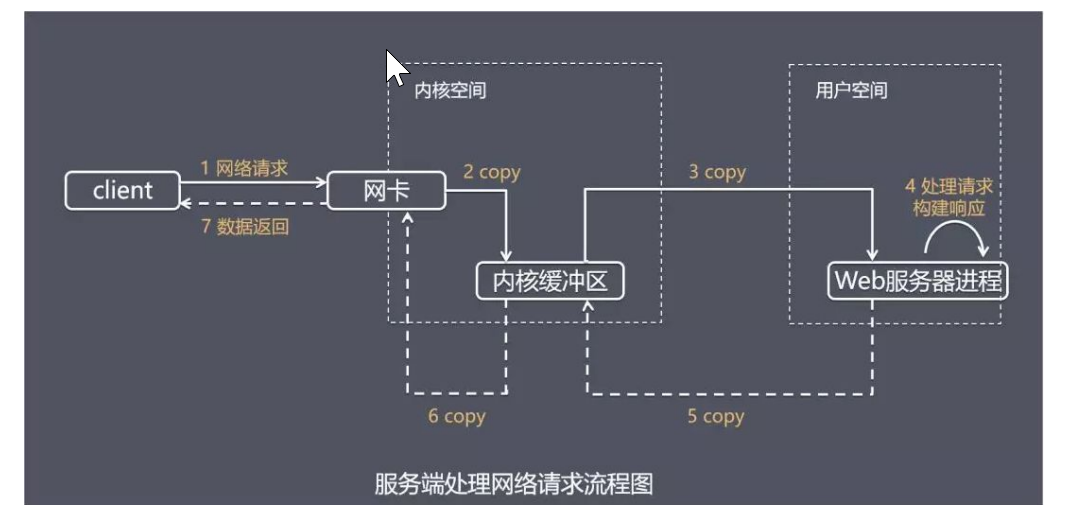 内核空间
用户空间
1 网络请求
2 copy
3 copy
4 处理请求
构建响应
client
网卡
7 数据返回
内核缓冲区
Web服务器进程
6 copy
5 copy
服务端处理网络请求流程图